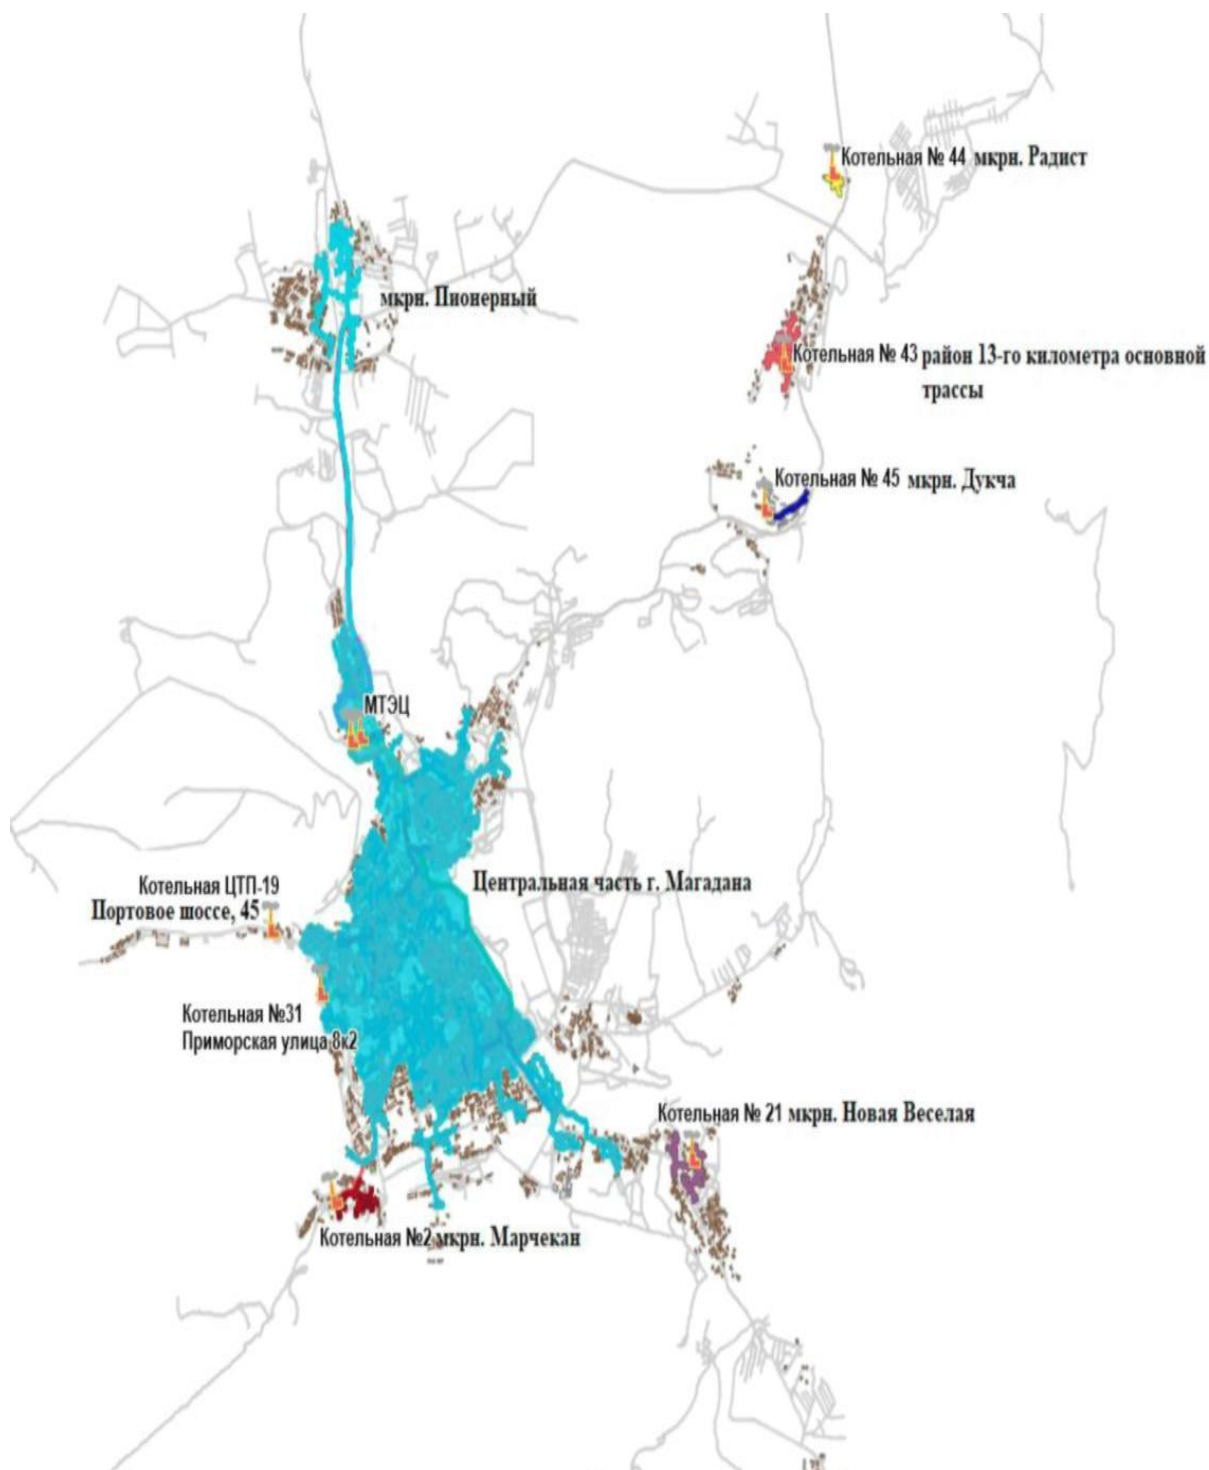 Котельная № 44 мкрн. Радист
мкрн. Пионерный
Котельная № 43 район 13-го километра основной
трассы
Котельная № 45 мкрн. Дукча
МТЭЦ
Котельная ЦТП-19
Портовое шоссе, 45
Центральная часть г. Магадана
Котельная №31
Приморская улица 8к2
Котельная № 21 мкрн. Новая Веселая
Котельная №2 мкрн. Марчекан